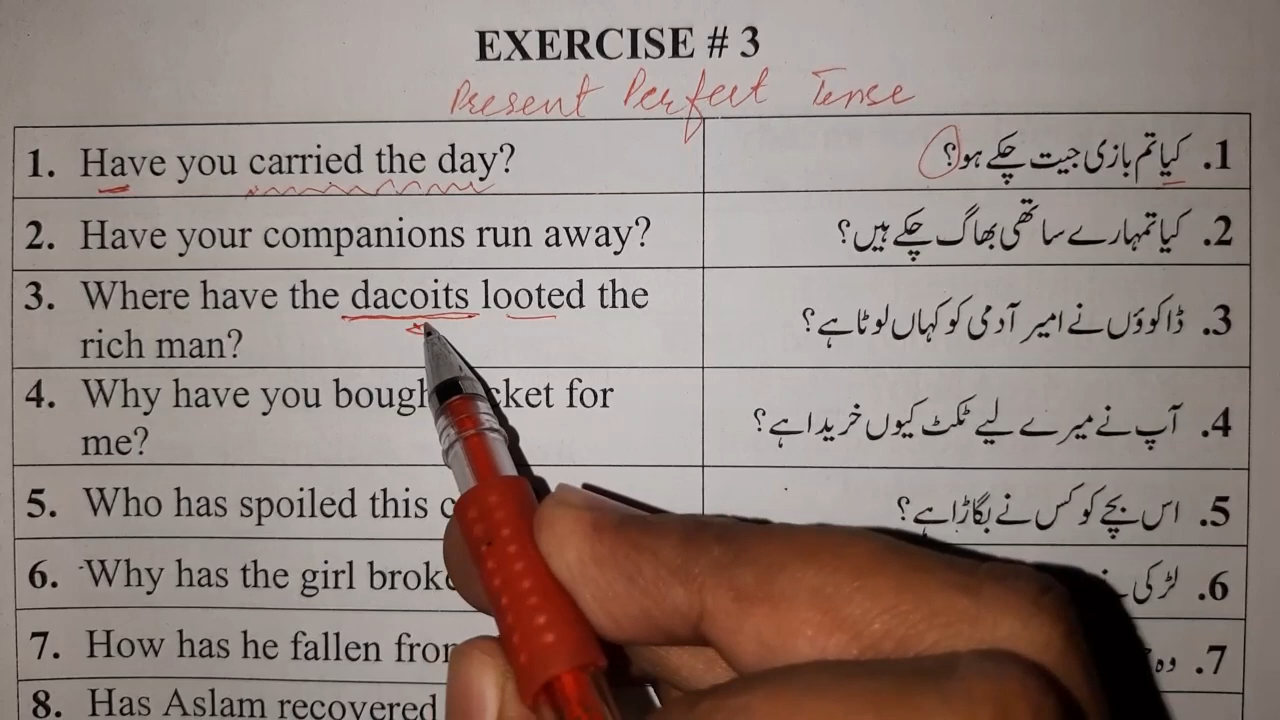 EXERCISE # 3
Present Perfect Tense
1. Have you carried the day?
1. کیا تم بازی جیت چکے ہو؟
2. Have your companions run away?
2. کیا تمہارے ساتھی بھاگ چکے ہیں؟
3. Where have the dacoits looted the
rich man?
3. ڈاکوؤں نے امیر آدمی کو کہاں لوٹا ہے؟
4. Why have you for
me?
4. آپ نے میرے لیے ٹکٹ کیوں خریدا ہے؟
5. Who has spoiled this
5. اس بچے کو کس نے بگاڑا ہے؟
6. Why has the girl
6. لڑکی
7. How has he fallen
7. وہ
8. Has Aslam recovered